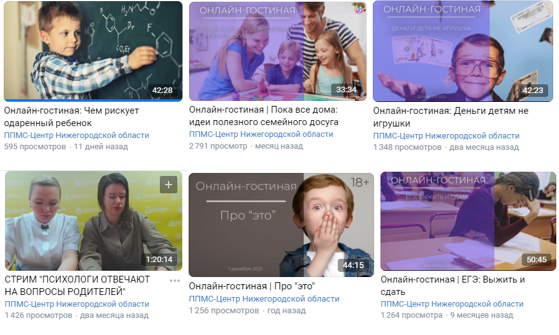 ОНЛАЙН-ГОСТИНАЯ
ОНЛАЙН-ГОСТИНАЯ
ДЕНЬГИ ДЕТЯМ НЕ ИГРУШКИ
42:28
33:34
42:23
Онлайн-гостиная: Чем рискует
одаренный ребенок
ППМС-Центр Нижегородской области
595 просмотров · 11 дней назад
Онлайн-гостиная | Пока все дома:
идеи полезного семейного досуга
ППМС-Центр Нижегородской области
2 791 просмотр · месяц назад
Онлайн-гостиная: Деньги детям не
игрушки
ППМС-Центр Нижегородской области
1 348 просмотров · два месяца назад
ОНЛАЙН-ГОСТИНАЯ
18+
Про “это”
ОНЛАЙН-ГОСТИНАЯ
1:20:14
44:15
50:45
СТРИМ "ПСИХОЛОГИ ОТВЕЧАЮТ
НА ВОПРОСЫ РОДИТЕЛЕЙ"
ППМС-Центр Нижегородской области
1 426 просмотров · два месяца назад
Онлайн-гостиная | Про "это"
ППМС-Центр Нижегородской области
1 256 просмотров · год назад
Онлайн-гостиная | ЕГЭ: Выжить и
сдать
ППМС-Центр Нижегородской области
1 264 просмотра · 9 месяцев назад